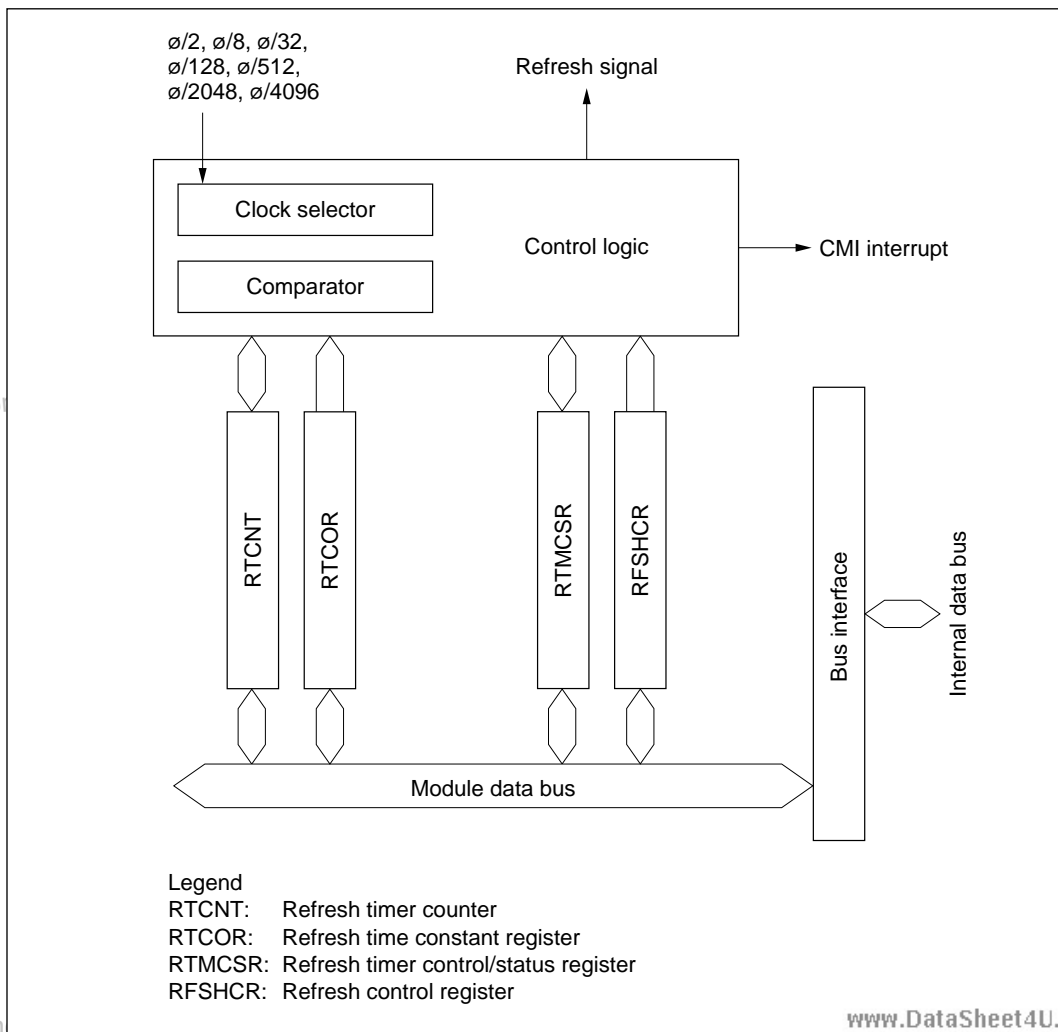 ø/2, ø/8, ø/32,
ø/128, ø/512,
ø/2048, ø/4096
Refresh signal
Clock selector
Control logic
CMI interrupt
Comparator
RTCNT
RTCOR
RTMCSR
RFSHCR
Bus interface
Internal data bus
Module data bus
Legend
RTCNT: Refresh timer counter
RTCOR: Refresh time constant register
RTMCSR: Refresh timer control/status register
RFSHCR: Refresh control register
www.DataSheet4U.